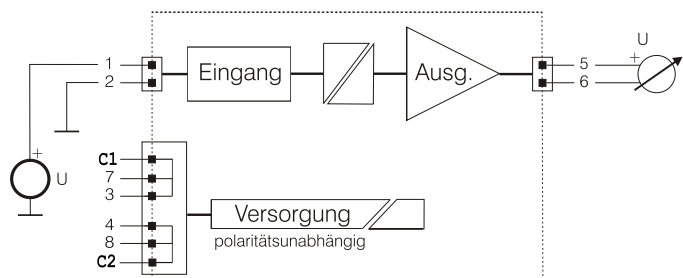 U
1
2
Eingang
Ausg.
5
6
+
+
U
C1
7
3
4
8
C2
Versorgung
polaritätsunabhängig